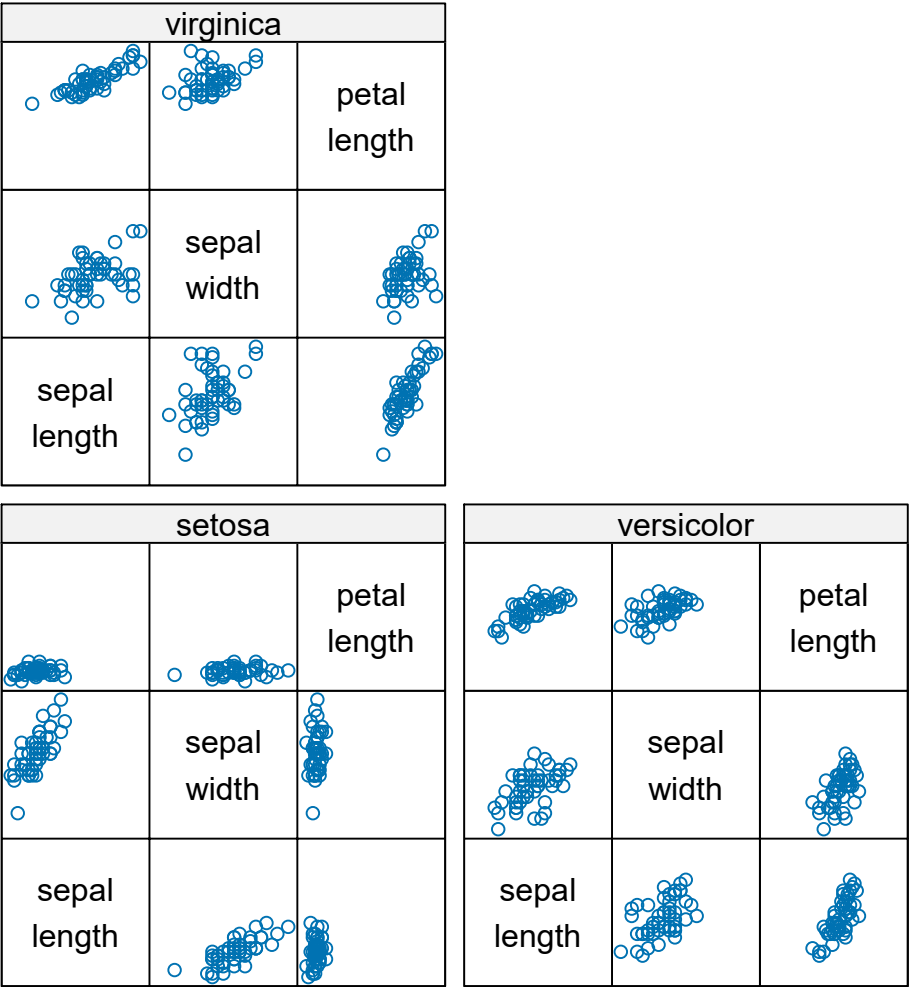 virginica
petal
length
sepal
width
sepal
length
setosa
petal
length
sepal
width
sepal
length
versicolor
petal
length
sepal
width
sepal
length